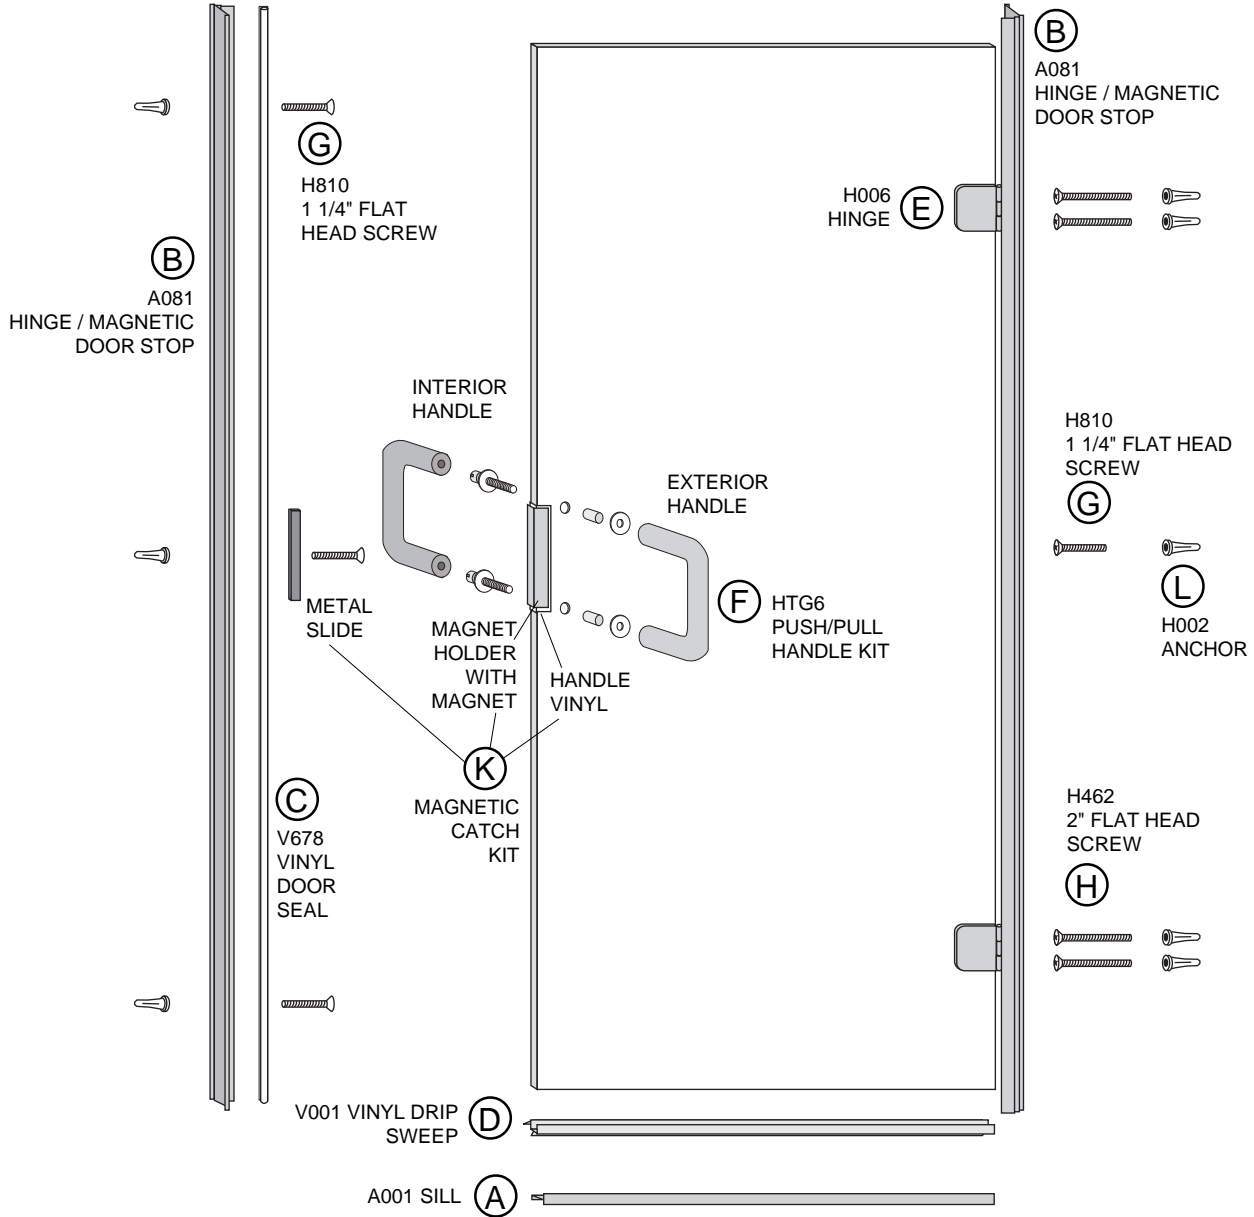 B
A081
HINGE / MAGNETIC
DOOR STOP
G
H810
1 1/4" FLAT
HEAD SCREW
H006
HINGE
E
B
A081
HINGE / MAGNETIC
DOOR STOP
INTERIOR
HANDLE
EXTERIOR
HANDLE
H810
1 1/4" FLAT HEAD
SCREW
G
METAL
SLIDE
MAGNET
HOLDER
WITH
MAGNET
HANDLE
VINYL
F
HTG6
PUSH/PULL
HANDLE KIT
L
H002
ANCHOR
K
MAGNETIC
CATCH
KIT
C
V678
VINYL
DOOR
SEAL
H462
2" FLAT HEAD
SCREW
H
V001 VINYL DRIP
SWEEP
D
A001 SILL
A